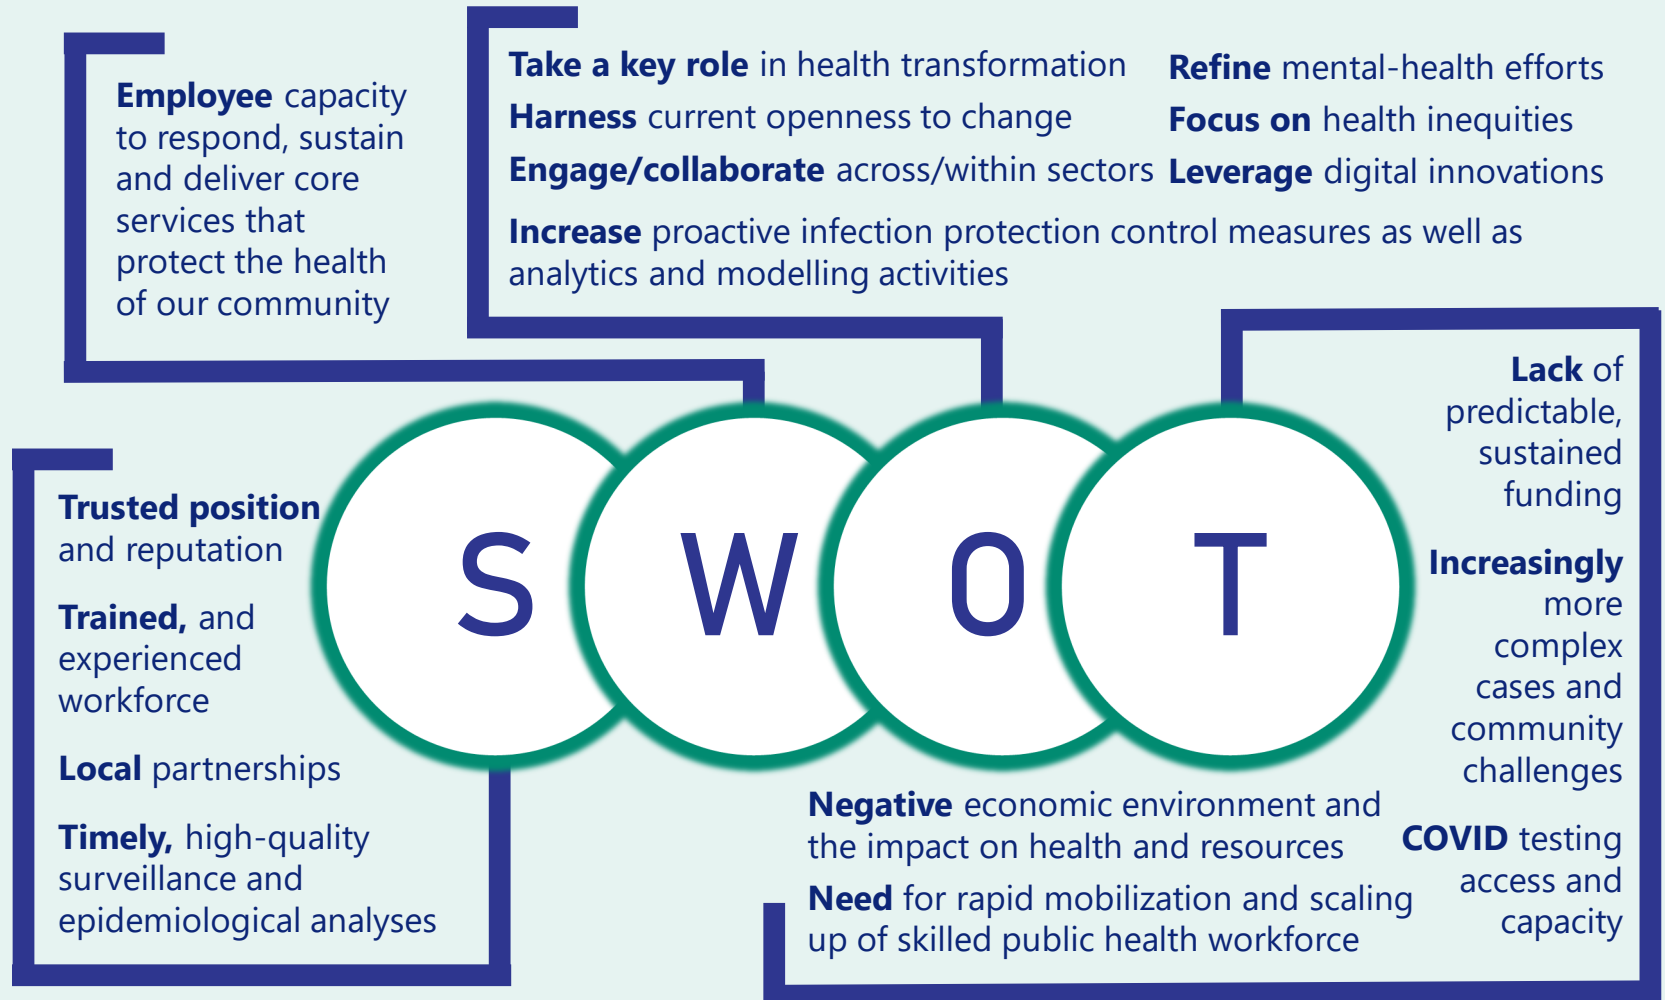 Employee capacity
to respond, sustain
and deliver core
services that
protect the health
of our community
Take a key role in health transformation
Harness current openness to change
Engage/collaborate across/within sectors
Refine mental-health efforts
Focus on health inequities
Leverage digital innovations
Increase proactive infection protection control measures as well as
analytics and modelling activities
Trusted position
and reputation
Trained, and
experienced
workforce
Local partnerships
Timely, high-quality
surveillance and
epidemiological analyses
S W O T
Lack of
predictable,
sustained
funding
Increasingly
more
complex
cases and
community
challenges
COVID testing
access and
capacity
Negative economic environment and
the impact on health and resources
Need for rapid mobilization and scaling
up of skilled public health workforce